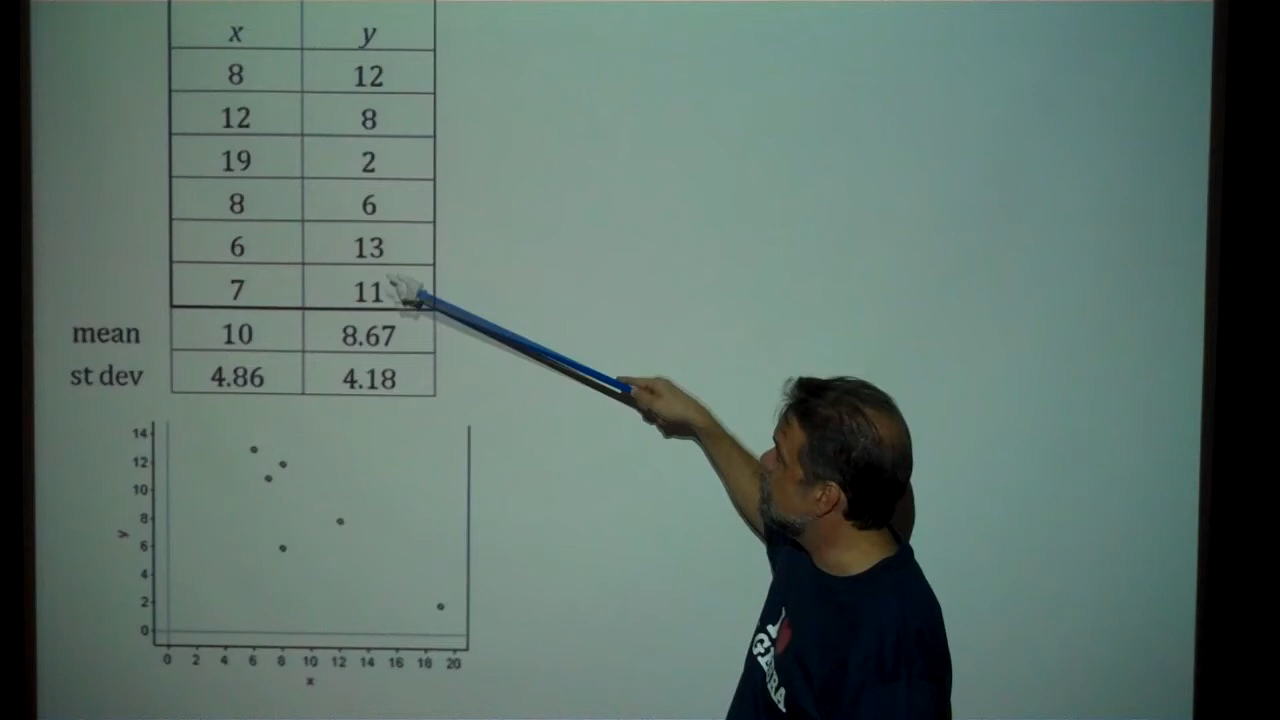 x y
8 12
12 8
19 2
8 6
6 13
7 11
mean 10 8.67
st dev 4.86 4.18
14
12
10
8
6
4
2
0
y
0 2 4 6 8 10 12 14 16 18 20
x
I